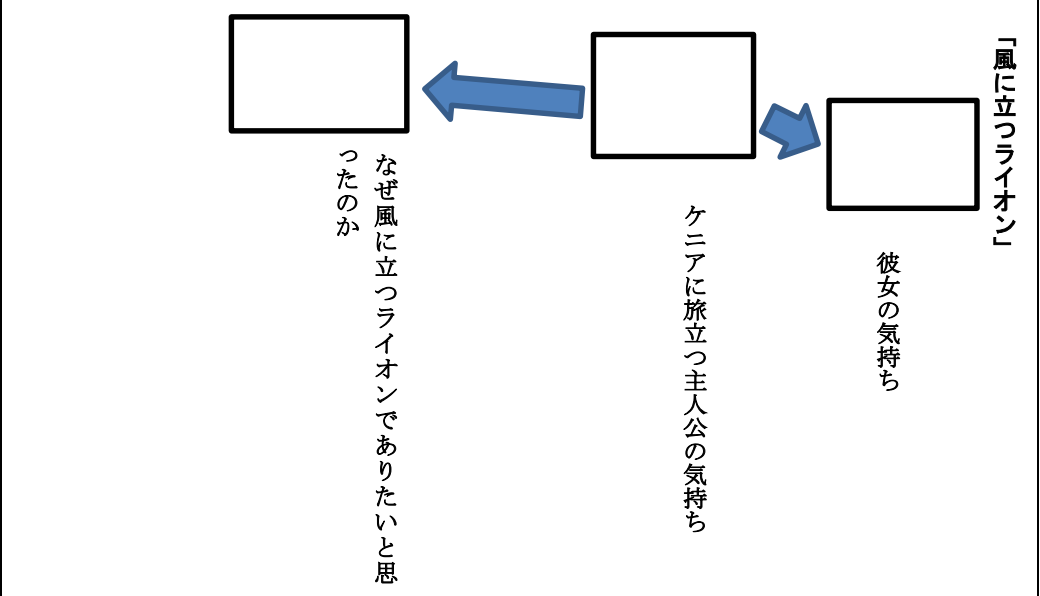 「風に立つライオン」
彼女の気持ち
ケニアに旅立つ主人公の気持ち
なぜ風に立つライオンでありたいと思
ったのか